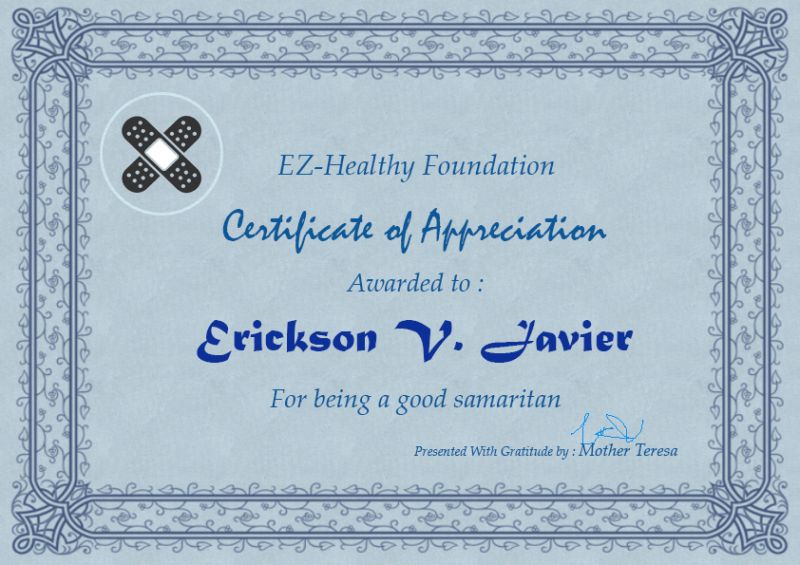 EZ-Healthy Foundation
Certificate of Appreciation
Awarded to :
Erickson V. Javier
For being a good samaritan
Presented With Gratitude by : Mother Teresa